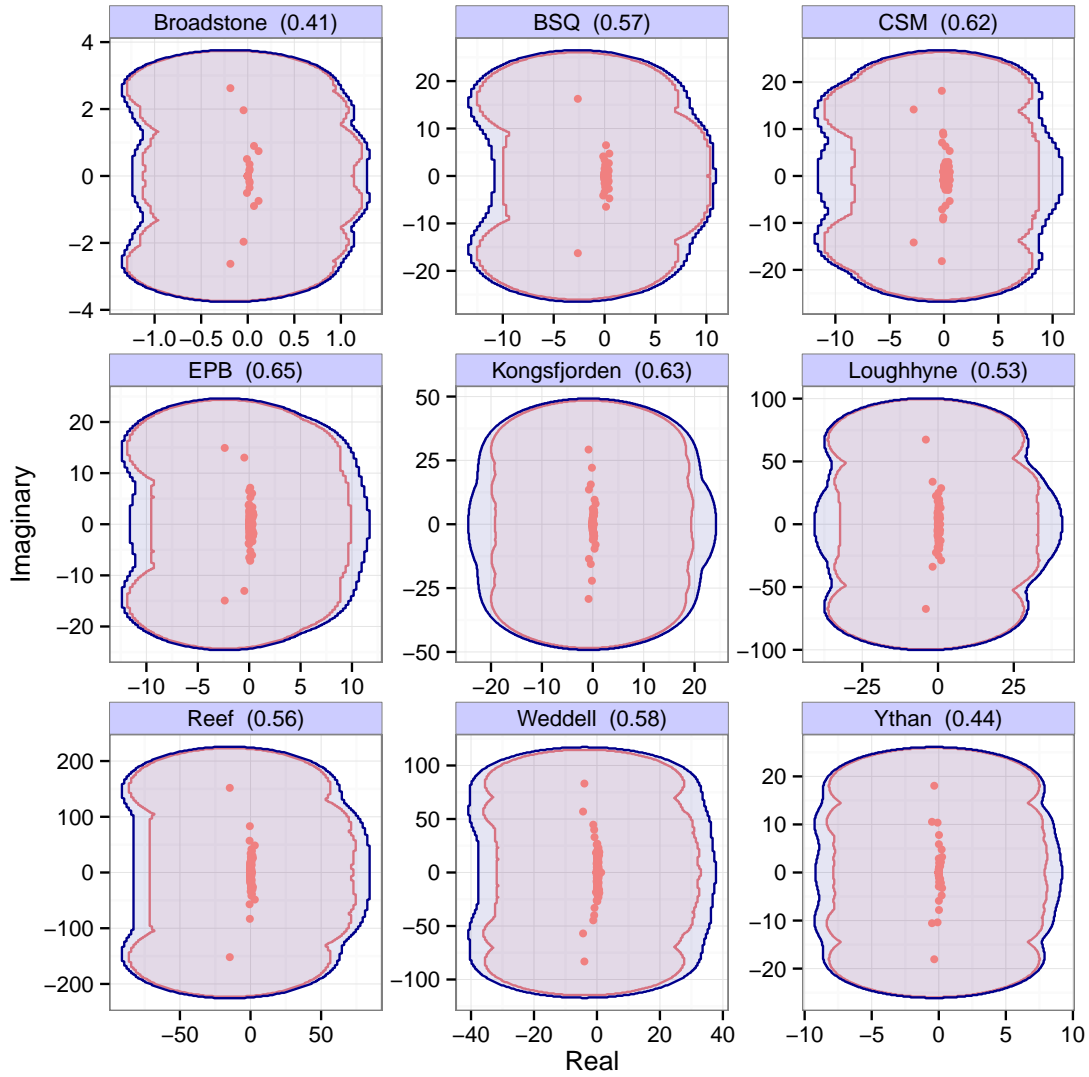 Broadstone (0.41) BSQ (0.57) CSM (0.62)
4 2 0 −2 −4
20 10 0 −10 −20
20 10 0 −10 −20
−1.0 −0.5 0.0 0.5 1.0
−10 −5 0 5 10
−10 −5 0 5 10
EPB (0.65) Kongsfjorden (0.63) Loughhyne (0.53)
20 10 0 −10 −20
50 25 0 −25 −50
100 50 0 −50 −100
−10 −5 0 5 10
−20 −10 0 10 20
−25 0 25
Imaginary
Reef (0.56) Weddell (0.58) Ythan (0.44)
200 100 0 −100 −200
100 50 0 −50 −100
20 10 0 −10 −20
−50 0 50
−40 −20 0 20 40
−10 −5 0 5 10
Real